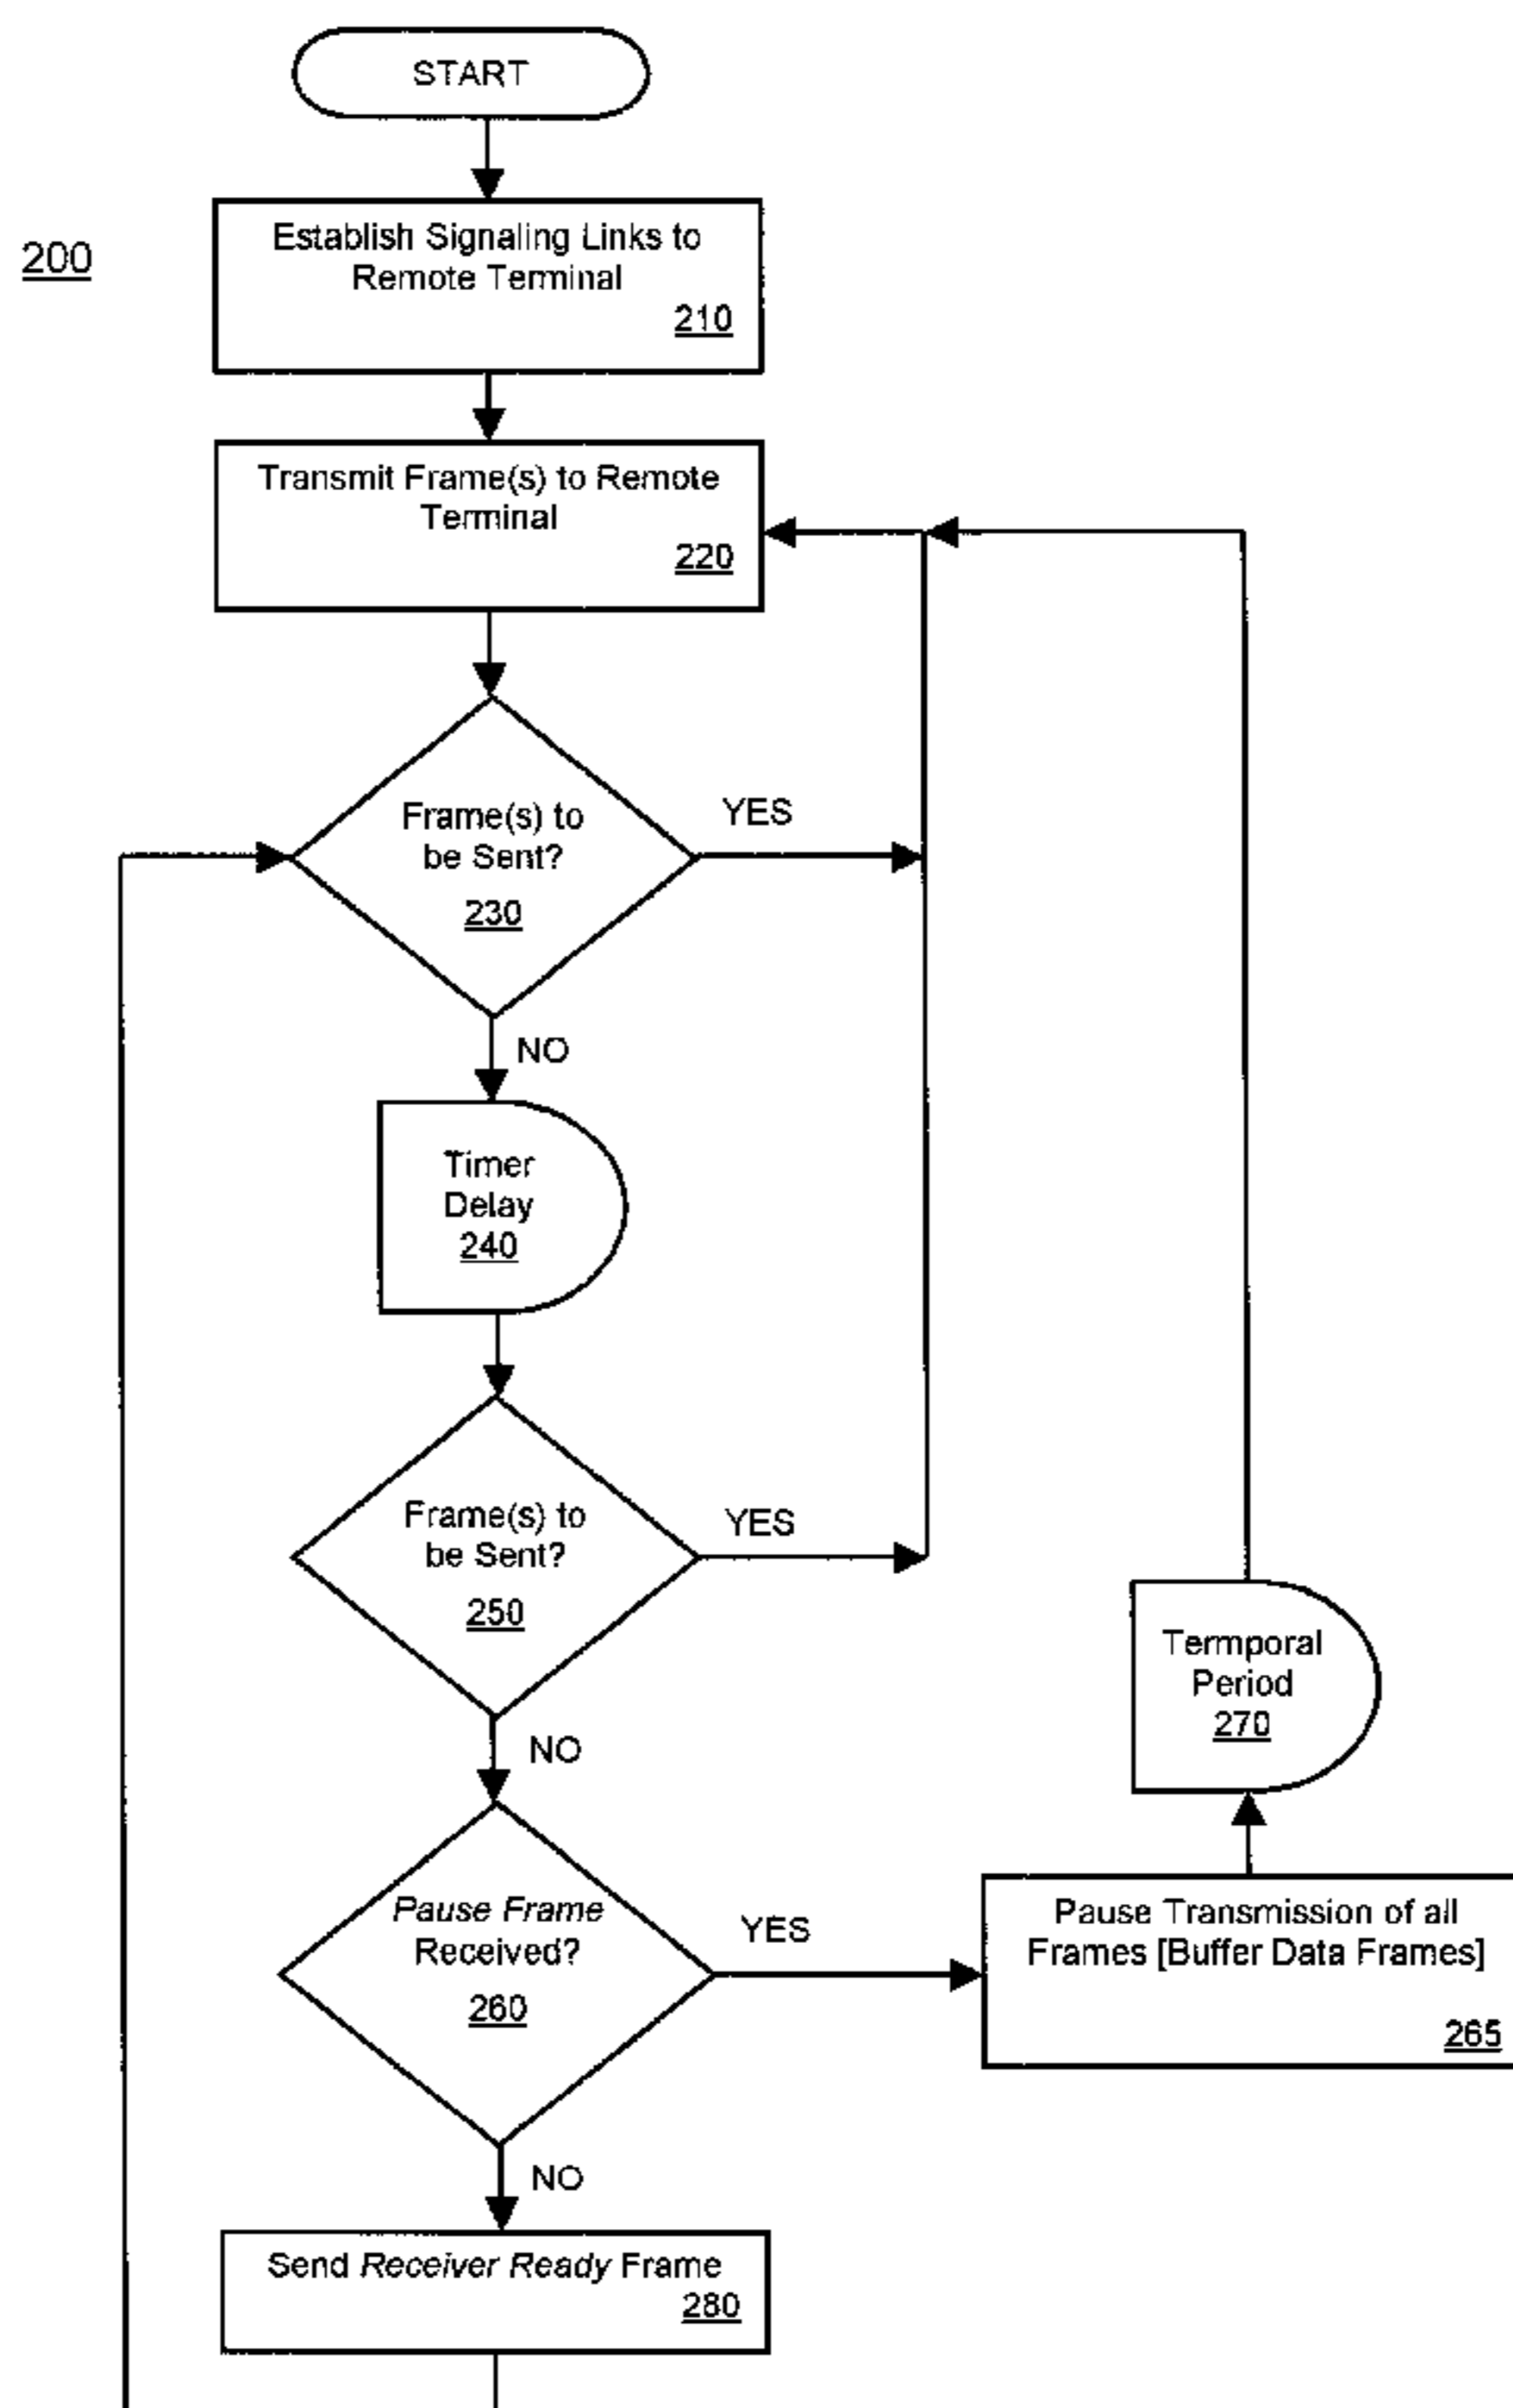 START
200
Establish Signaling Links to
Remote Terminal
210
Transmit Frame(s) to Remote
Terminal
220
Frame(s) to
be Sent?
230
YES
NO
Timer
Delay
240
Frame(s) to
be Sent?
250
YES
NO
Termporal
Period
270
Pause Frame
Received?
260
YES
Pause Transmission of all
Frames [Buffer Data Frames]
265
NO
Send Receiver Ready Frame
280